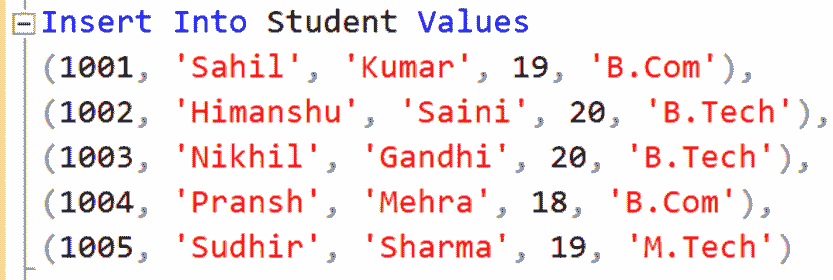 Insert Into Student Values
(1001, 'Sahil', 'Kumar', 19, 'B.Com'),
(1002, 'Himanshu', 'Saini', 20, 'B.Tech'),
(1003, 'Nikhil', 'Gandhi', 20, 'B.Tech'),
(1004, 'Pransh', 'Mehra', 18, 'B.Com'),
(1005, 'Sudhir', 'Sharma', 19, 'M.Tech')